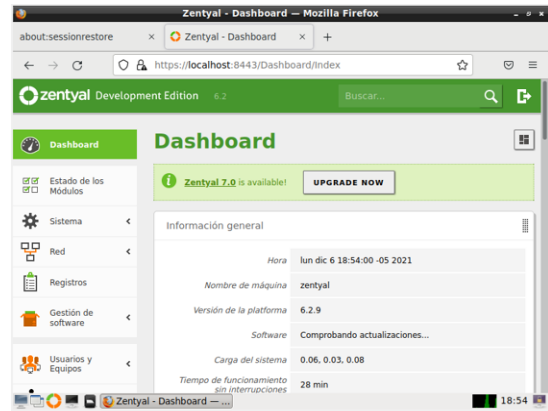 Zentyal - Dashboard — Mozilla Firefox
about:sessionrestore
Zentyal - Dashboard
https://localhost:8443/Dashboard/Index
zentyal Development Edition 6.2
Buscar...
Dashboard
Estado de los
Módulos
Sistema
Red
Registros
Gestión de
software
Usuarios y
Equipos
Dashboard
Zentyal 7.0 is available!
UPGRADE NOW
Información general
Hora lun dic 6 18:54:00 -05 2021
Nombre de máquina zentyal
Versión de la plataforma 6.2.9
Software Comprobando actualizaciones...
Carga del sistema 0.06, 0.03, 0.08
Tiempo de funcionamiento
sin interrupciones 28 min
Zentyal - Dashboard — ...
18:54